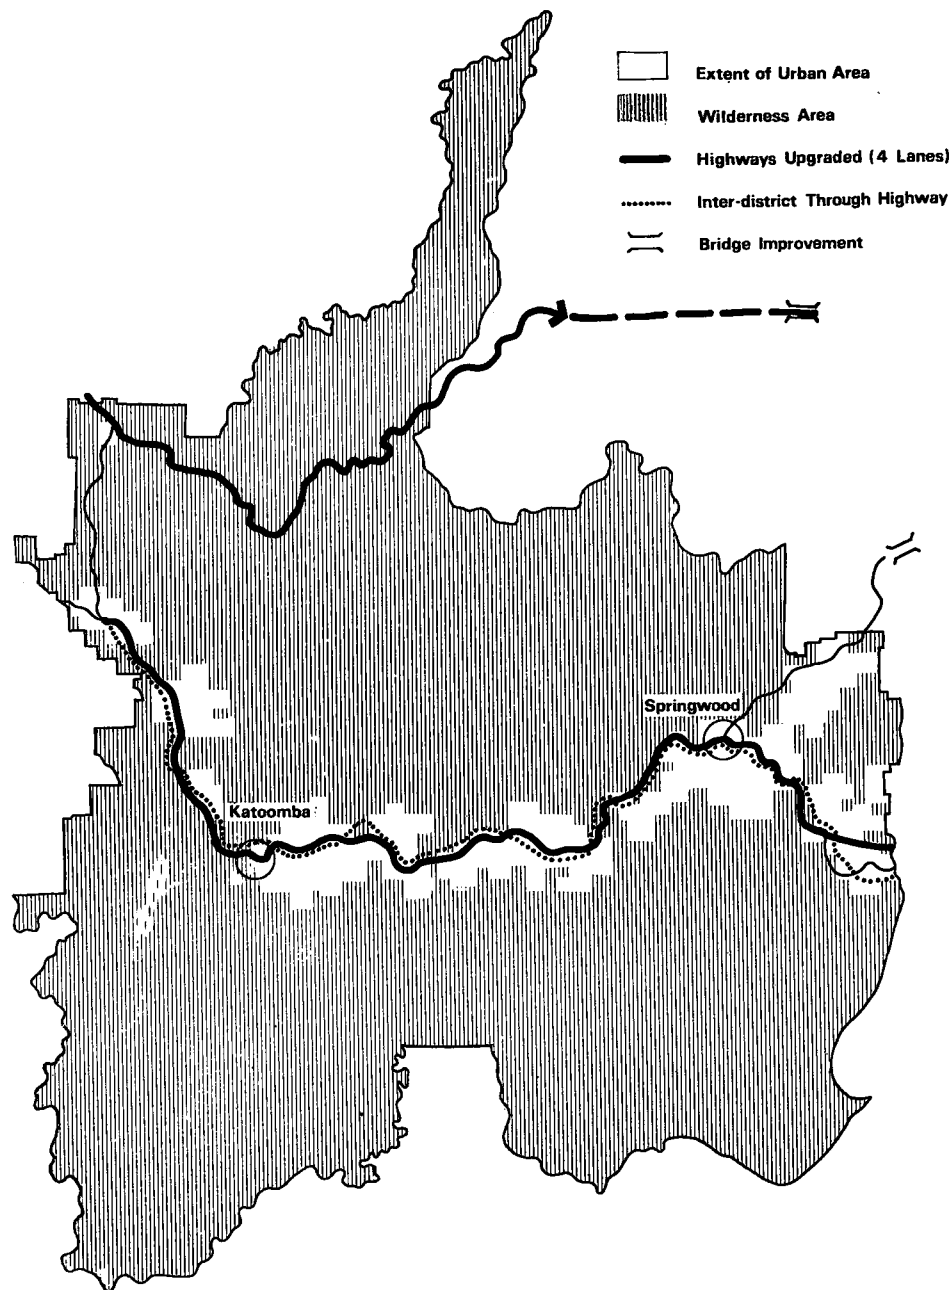 Extent of Urban Area
Wilderness Area
Highways Upgraded (4 Lanes)
Inter-district Through Highway
Bridge Improvement
Springwood
Katoomba